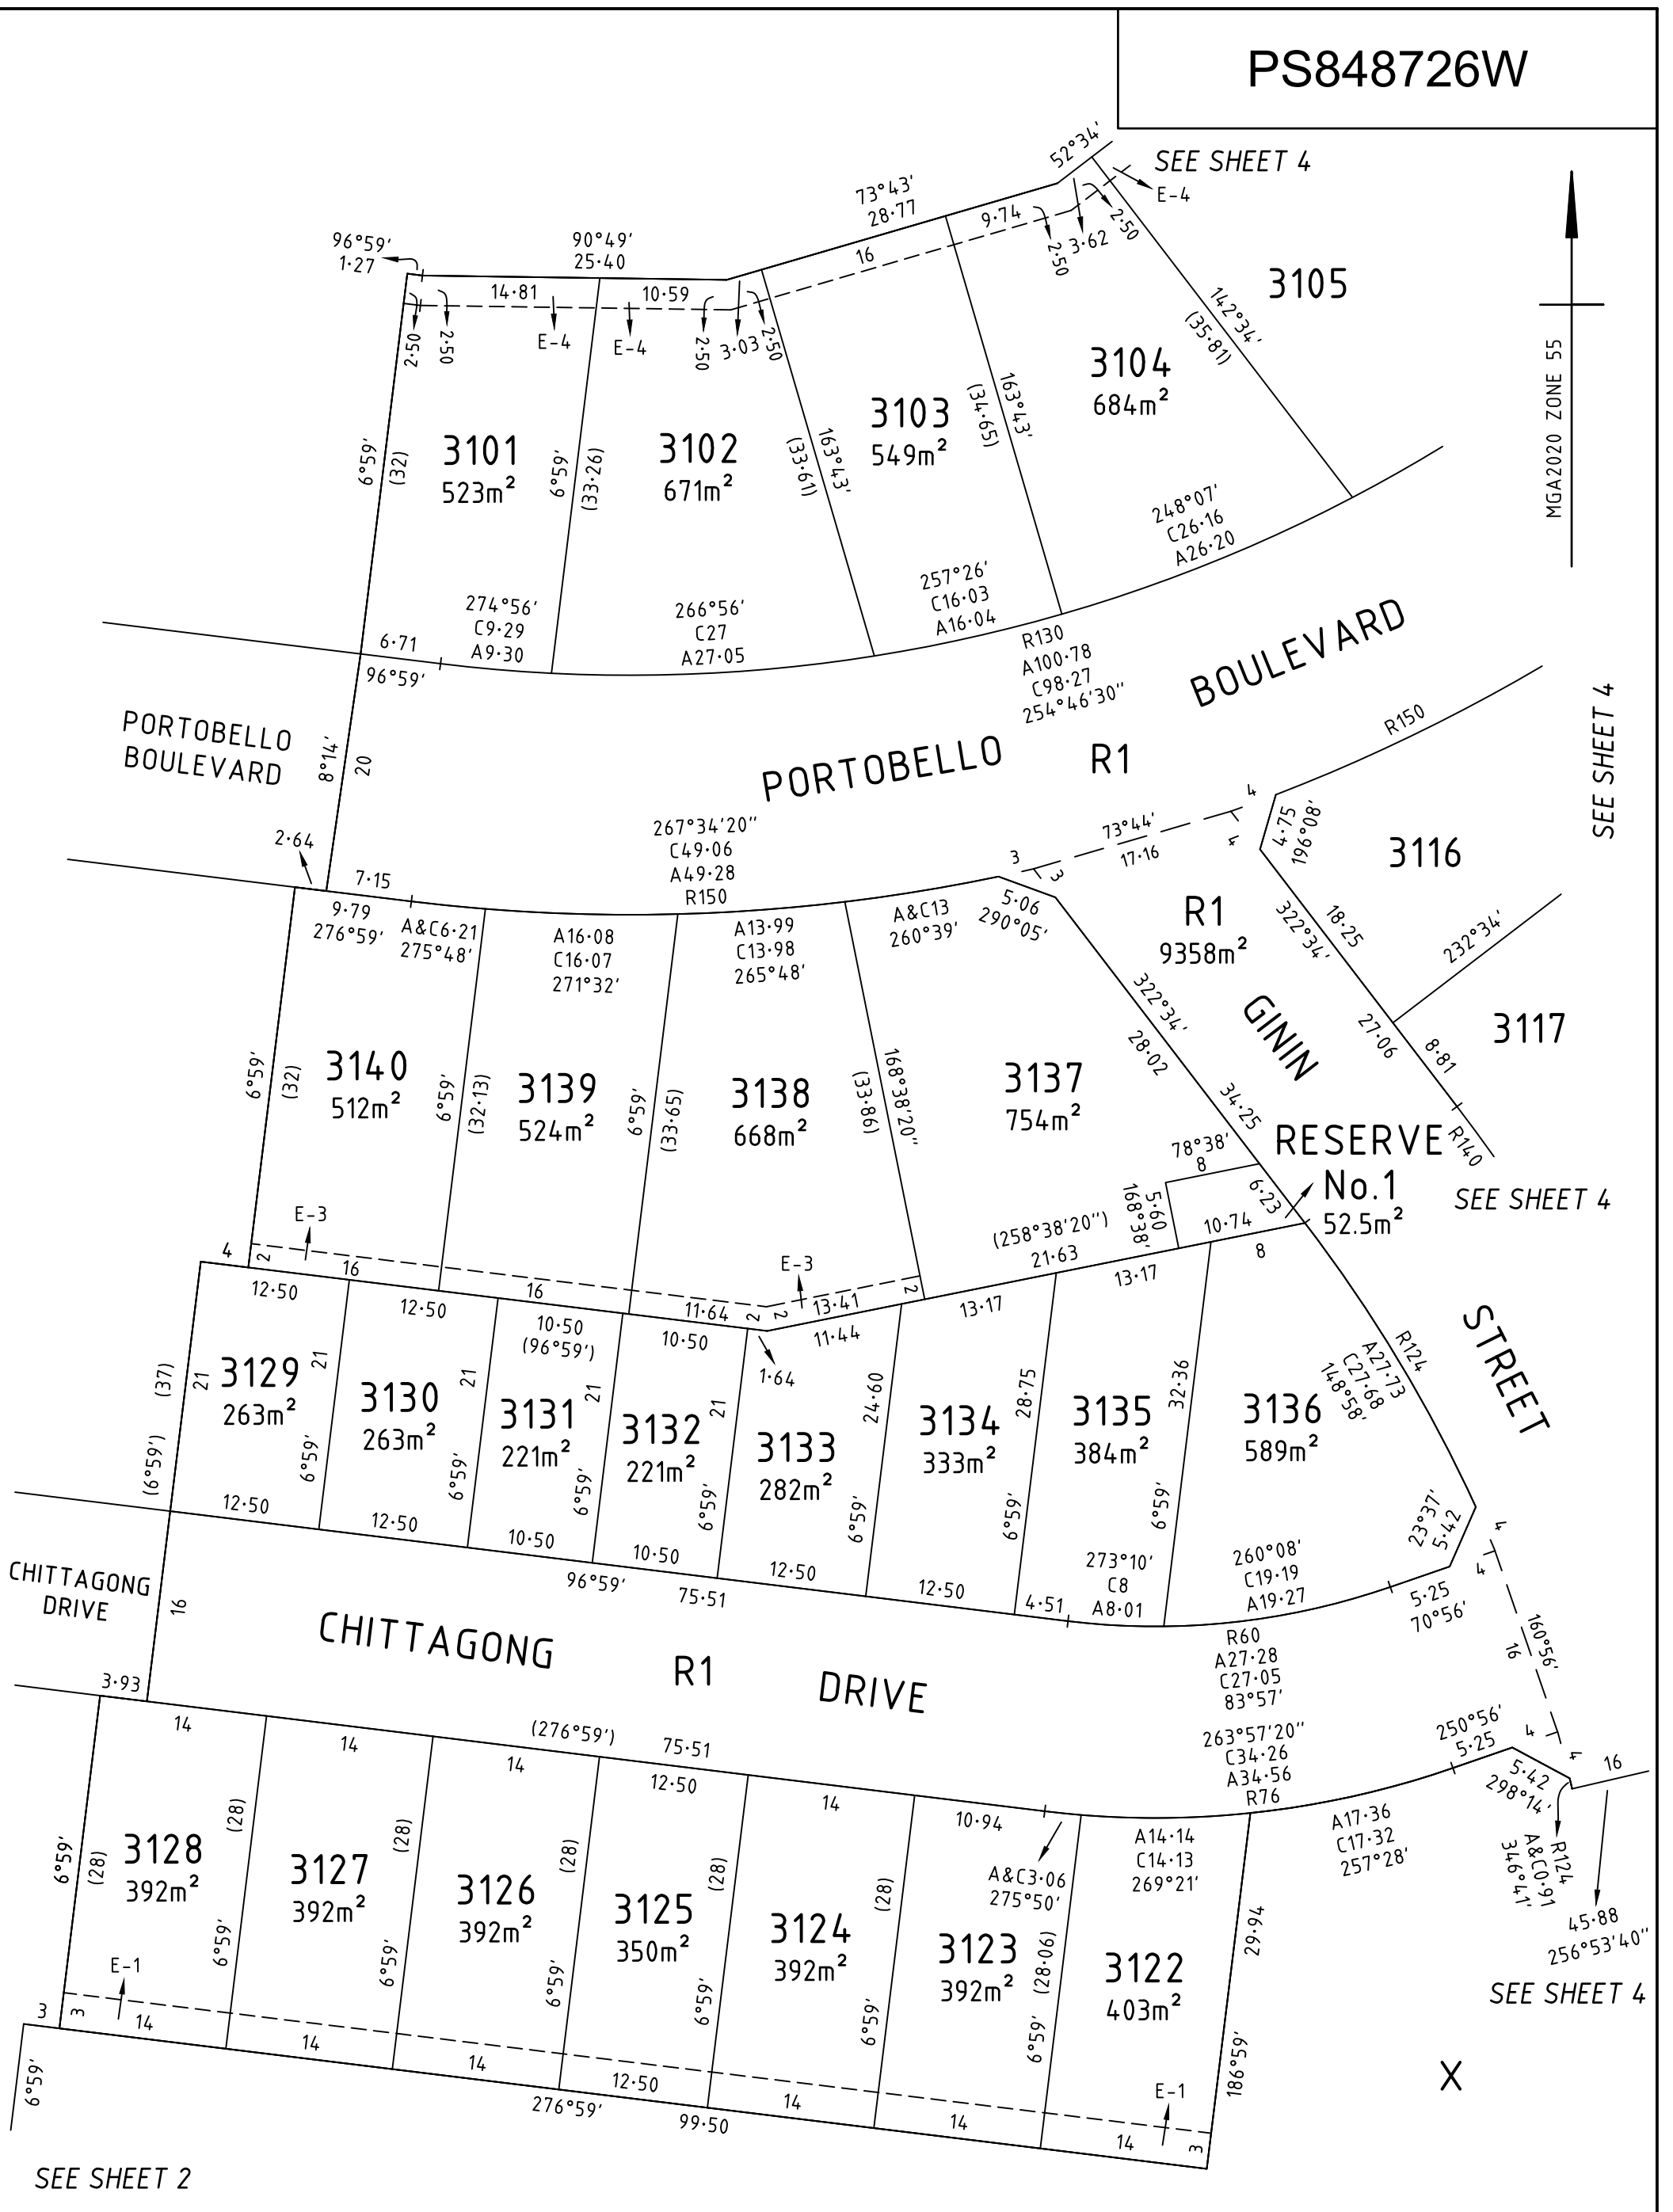 PS848726W
SEE SHEET 4
52°34'
E-4
73°43'
28·77
9·74
16
2·50
3·62
2·50
96°59'
1·27
90°49'
25·40
14·81
10·59
2·50
2·50
E-4
E-4
2·50
3·03
2·50
3105
142°34'
(35·81)
MGA2020 ZONE 55
3104
684m²
3103
549m²
163°43'
(34·65)
163°43'
(33·61)
3101
523m²
3102
671m²
6°59'
(32)
6°59'
(33·26)
248°07'
C26·16
A26·20
257°26'
C16·03
A16·04
274°56'
C9·29
A9·30
266°56'
C27
A27·05
6·71
96°59'
R130
A100·78
C98·27
254°46'30"
PORTOBELLO
BOULEVARD
8°14'
20
PORTOBELLO
BOULEVARD
R1
R150
SEE SHEET 4
2·64
7·15
267°34'20"
C49·06
A49·28
R150
73°44'
17·16
3
3
4
4
4·75
196°08'
3116
9·79
276°59'
A&C6·21
275°48'
A16·08
C16·07
271°32'
A13·99
C13·98
265°48'
A&C13
260°39'
5·06
290°05'
R1
9358m²
18·25
322°34'
232°34'
3117
27·06
8·81
R140
GININ
STREET
322°34'
28·02
34·25
3140
512m²
3139
524m²
3138
668m²
3137
754m²
6°59'
(32)
6°59'
(32·13)
6°59'
(33·65)
168°38'20"
(33·86)
78°38'
8
RESERVE
No.1
52.5m²
6·23
5·60
168°38'
10·74
SEE SHEET 4
(258°38'20")
21·63
E-3
E-3
4
2
16
16
11·64
2
2
13·41
2
12·50
12·50
10·50
(96°59')
10·50
1·64
11·44
13·17
13·17
8
(37)
21
(6°59')
3129
263m²
21
6°59'
3130
263m²
21
6°59'
3131
221m²
21
6°59'
3132
221m²
21
6°59'
3133
282m²
24·60
6°59'
3134
333m²
28·75
6°59'
3135
384m²
32·36
6°59'
3136
589m²
R124
A27·73
C27·68
148°58'
23°37'
5·42
12·50
12·50
10·50
10·50
12·50
12·50
4·51
273°10'
C8
A8·01
260°08'
C19·19
A19·27
5·25
70°56'
4
4
96°59'
75·51
CHITTAGONG
DRIVE
16
CHITTAGONG
R1
DRIVE
R60
A27·28
C27·05
83°57'
160°56'
16
3·93
14
14
(276°59')
75·51
14
12·50
14
10·94
263°57'20"
C34·26
A34·56
R76
250°56'
5·25
4
4
16
5·42
298°14'
A&C3·06
275°50'
A14·14
C14·13
269°21'
A17·36
C17·32
257°28'
R124
A&C0·91
346°41'
45·88
256°53'40"
SEE SHEET 4
6°59'
(28)
3128
392m²
(28)
6°59'
3127
392m²
(28)
6°59'
3126
392m²
(28)
6°59'
3125
350m²
(28)
6°59'
3124
392m²
(28)
6°59'
3123
392m²
(28·06)
6°59'
3122
403m²
29·94
186°59'
X
E-1
E-1
3
3
14
14
14
12·50
14
14
14
3
276°59'
99·50
6°59'
SEE SHEET 2